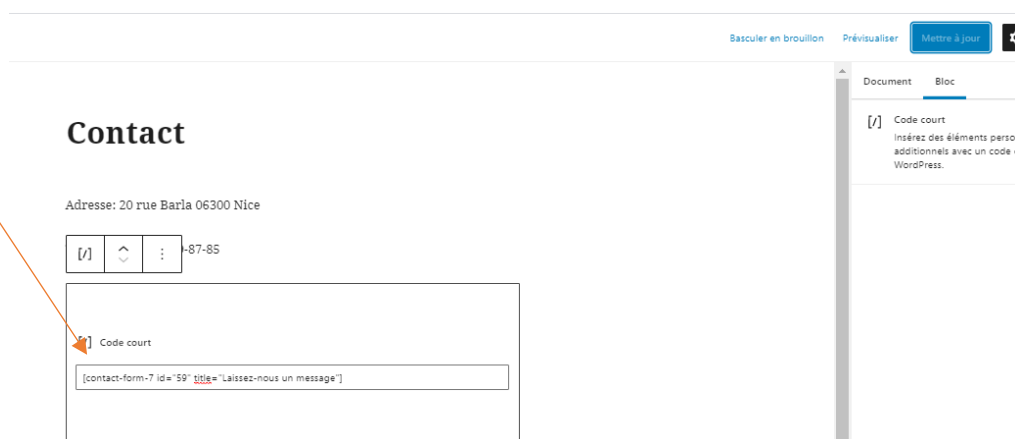 Basculer en brouillon Prévisualiser Mettre à jour
Document Bloc
[/] Code court
Insérez des éléments
additionnels avec un code
WordPress.
Contact
Adresse: 20 rue Barla 06300 Nice
[/] -87-85
Code court
[contact-form-7 id="59" title="Laissez-nous un message"]